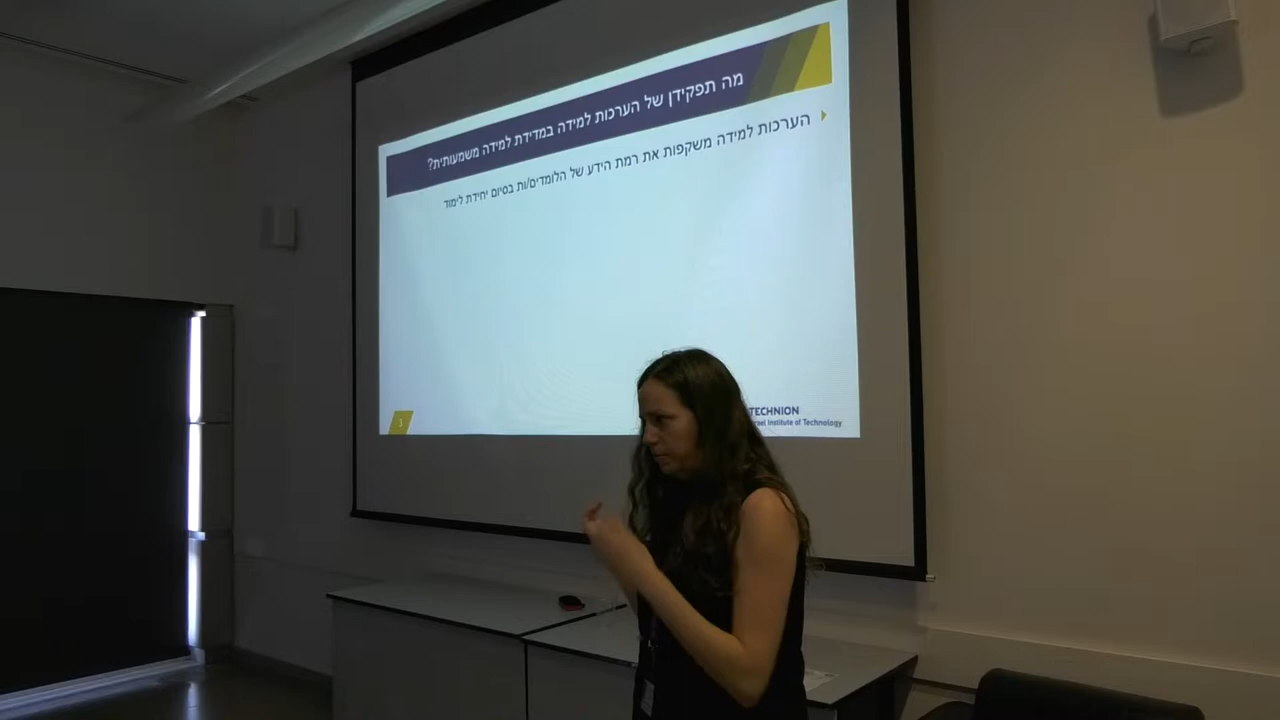 מה תפקידן של הערכות למידה במדידת למידה משמעותית?
הערכות למידה משקפות את רמת הידע של הלומדים/ות בסיום יחידת לימוד
3
TECHNION
Institute of Technology